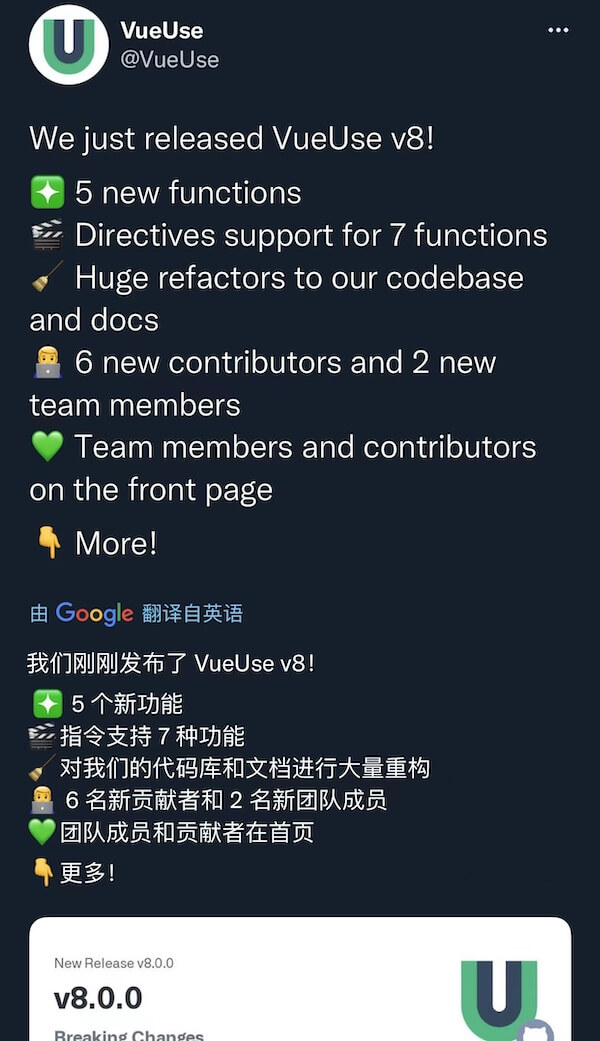 VueUse
@VueUse
We just released VueUse v8!
5 new functions
Directives support for 7 functions
Huge refactors to our codebase
and docs
6 new contributors and 2 new
team members
Team members and contributors
on the front page
More!
由 Google 翻译自英语
我们刚刚发布了 VueUse v8!
5 个新功能
指令支持 7 种功能
对我们的代码库和文档进行大量重构
6 名新贡献者和 2 名新团队成员
团队成员和贡献者在首页
更多!
New Release v8.0.0
v8.0.0
Breaking Changes